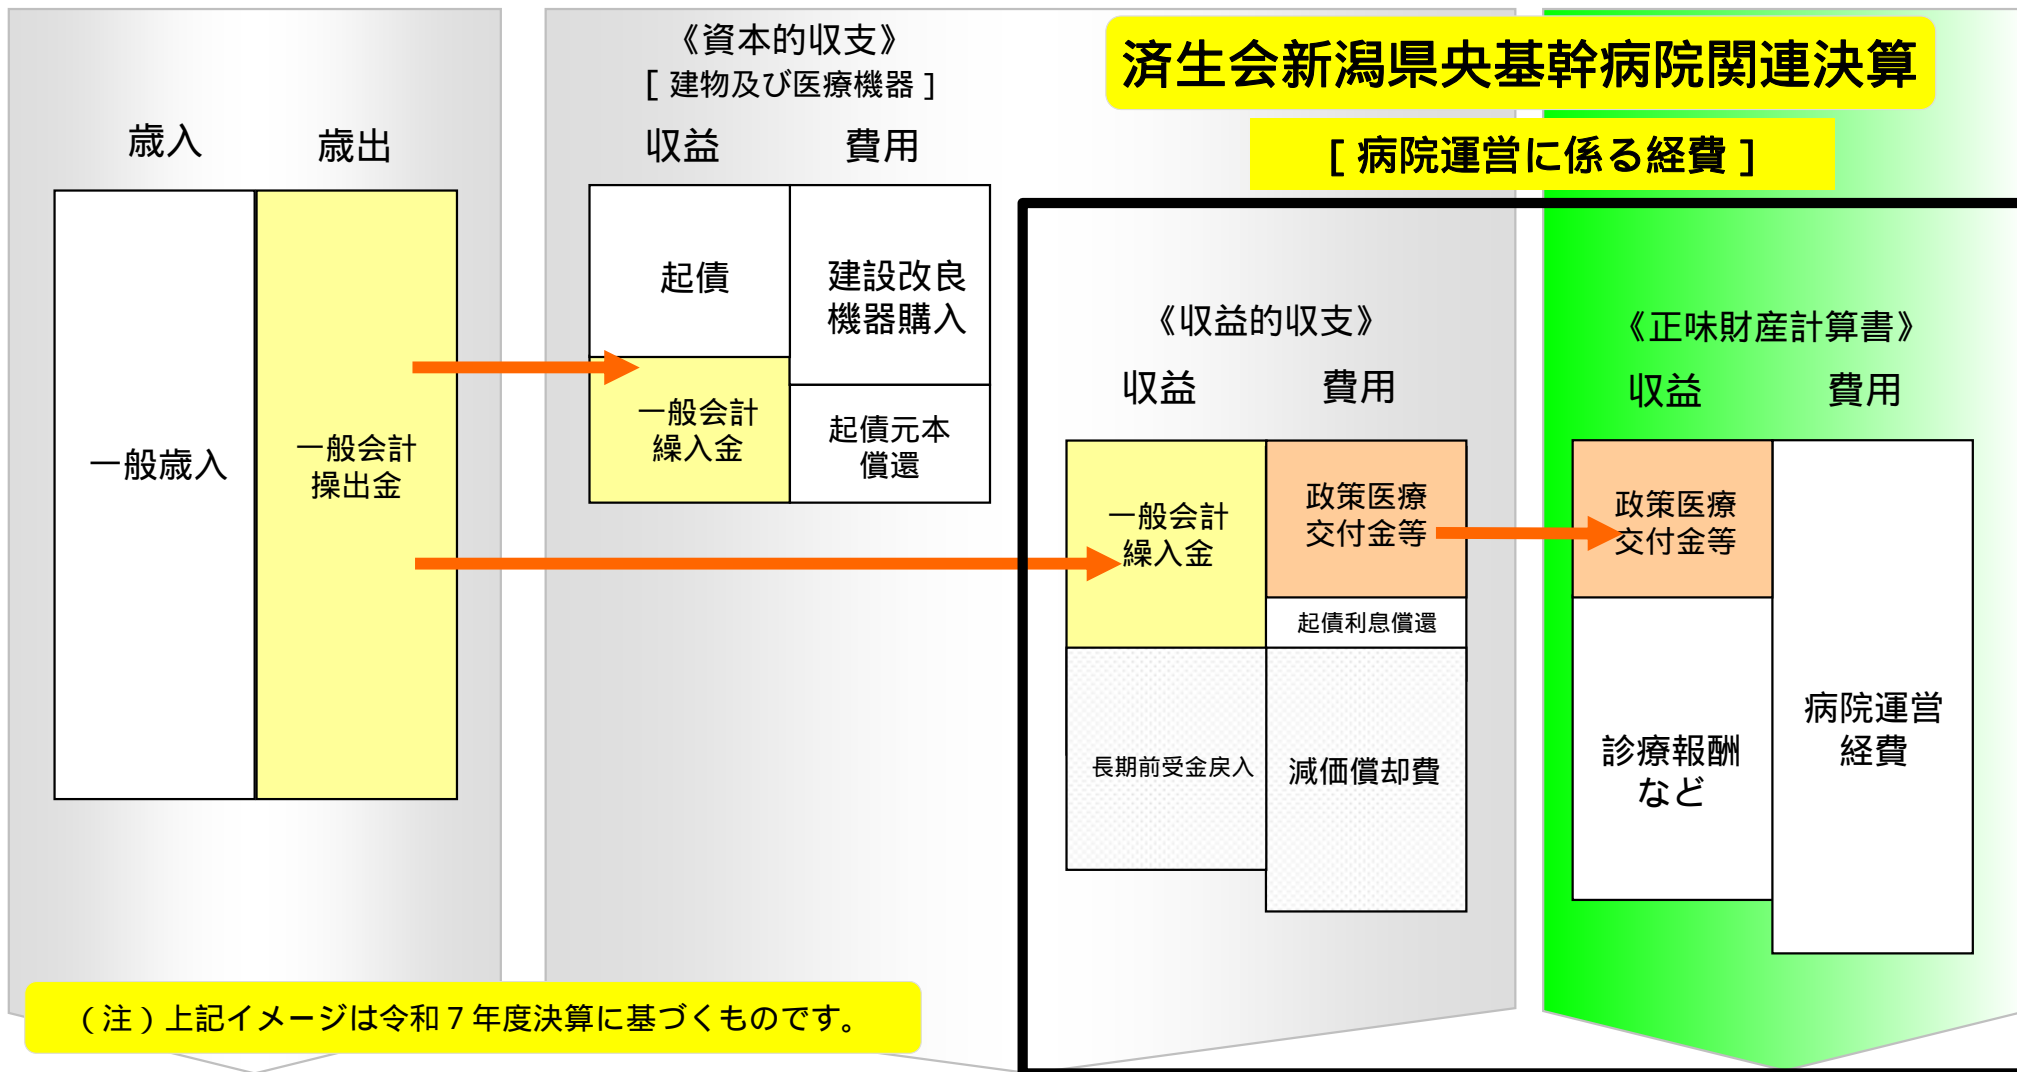 済生会新潟県央基幹病院関連決算
[ 病院運営に係る経費 ]
歳入
歳出
一般歳入
一般会計
操出金
《資本的収支》
[ 建物及び医療機器 ]
収益
費用
起債
建設改良
機器購入
一般会計
繰入金
起債元本
償還
《収益的収支》
収益
費用
一般会計
繰入金
政策医療
交付金等
起債利息償還
長期前受金戻入
減価償却費
《正味財産計算書》
収益
費用
政策医療
交付金等
診療報酬
など
病院運営
経費
（注）上記イメージは令和７年度決算に基づくものです。